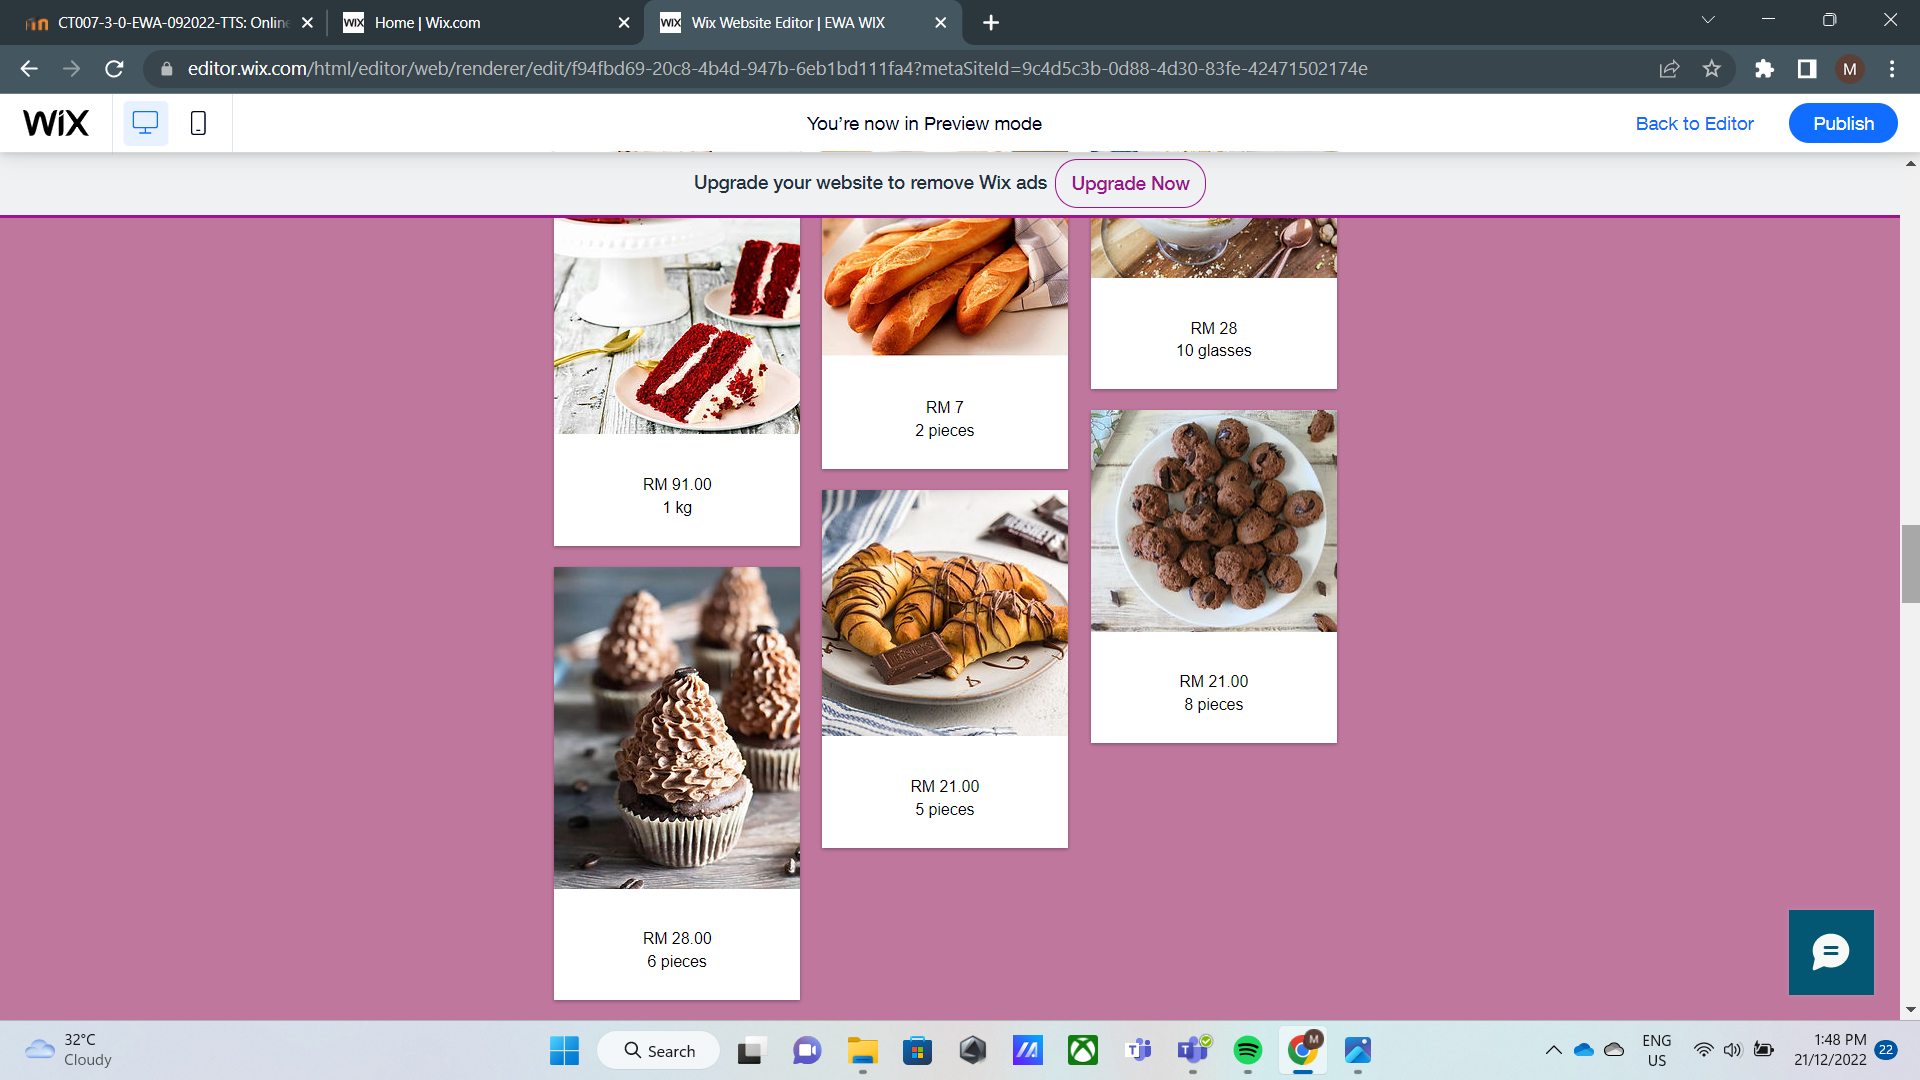 CT007-3-0-EWA-092022-TTS: Online
WIX Home | Wix.com
WIX Wix Website Editor | EWA WIX
editor.wix.com/html/editor/web/renderer/edit/f94fbd69-20c8-4b4d-947b-6eb1bd111fa4?metaSiteId=9c4d5c3b-0d88-4d30-83fe-42471502174e
M
WiX
You're now in Preview mode
Back to Editor
Publish
Upgrade your website to remove Wix ads
Upgrade Now
RM 28
10 glasses
RM 7
2 pieces
RM 91.00
1 kg
RM 21.00
8 pieces
RM 21.00
5 pieces
RM 28.00
6 pieces
32°C
Cloudy
Search
M
ENG
US
1:48 PM
21/12/2022
22